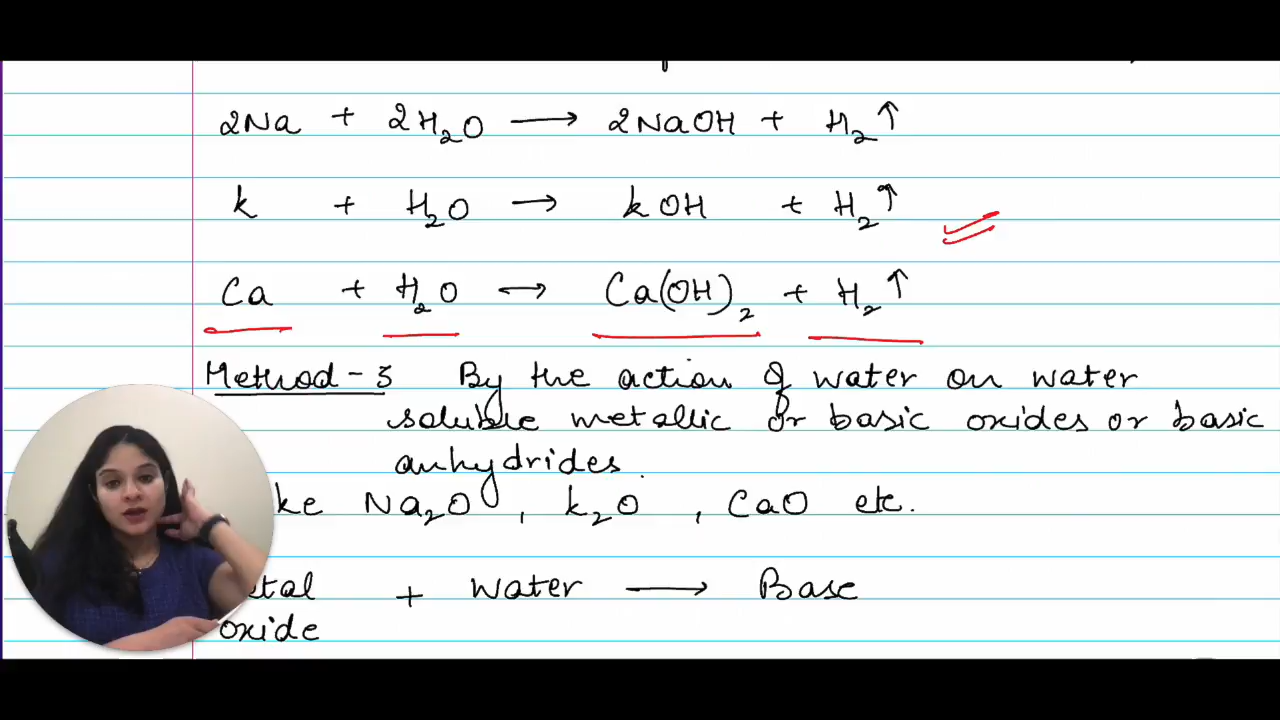 2Na + 2H₂O ⟶ 2NaOH + H₂↑
k + H₂O ⟶ kOH + H₂↑
Ca + H₂O ⟷ Ca(OH)₂ + H₂↑
Method-3 By the action of water on water
soluble metallic or basic oxides or basic
anhydrides.
ke Na₂O, k₂O, CaO etc.
etal + water ⟶ Base
oxide